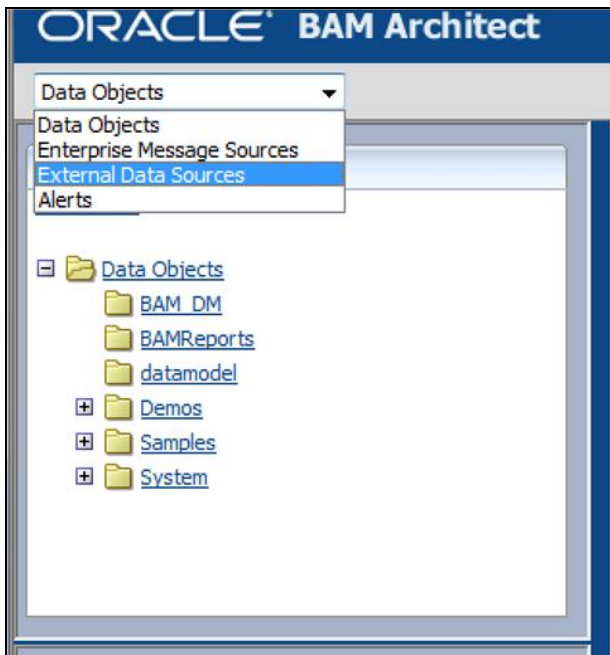 ORACLE BAM Architect
Data Objects
Data Objects
Enterprise Message Sources
External Data Sources
Alerts
Data Objects
BAM_DM
BAMReports
datamodel
Demos
Samples
System